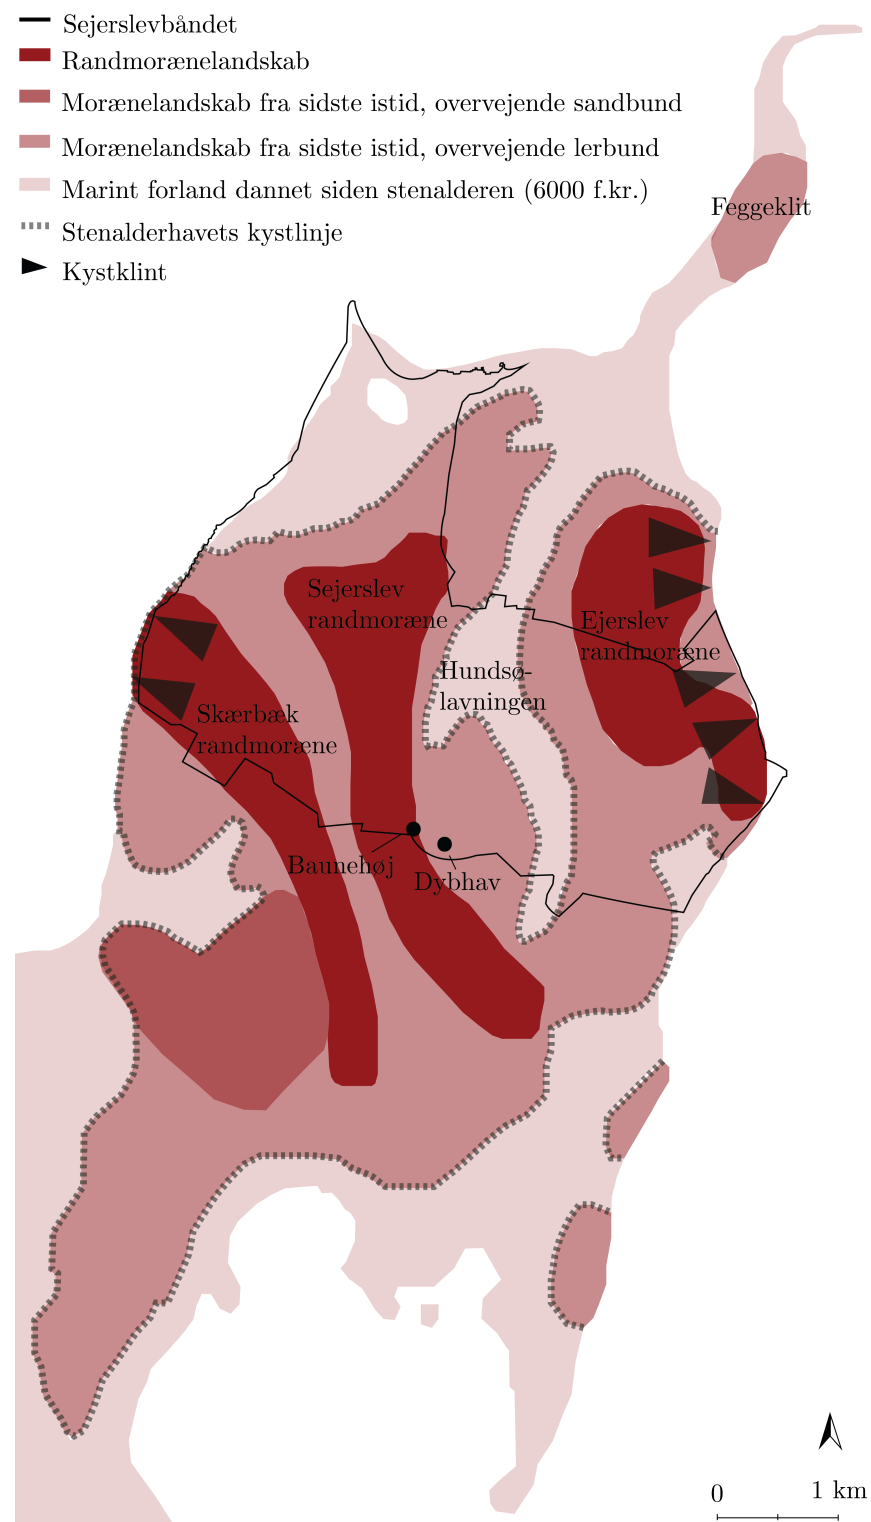 Sejerslevbåndet
Randmorænelandskab
Morænelandskab fra sidste istid, overvejende sandbund
Morænelandskab fra sidste istid, overvejende lerbund
Marint forland dannet siden stenalderen (6000 f.kr.)
Stenalderhavets kystlinje
Kystklint
Feggeklit
Sejerslev
randmoræne
Ejerslev
randmoræne
Hundsø-
lavningen
Skærbæk
randmoræne
Baunehøj
Dybhav
0
1 km